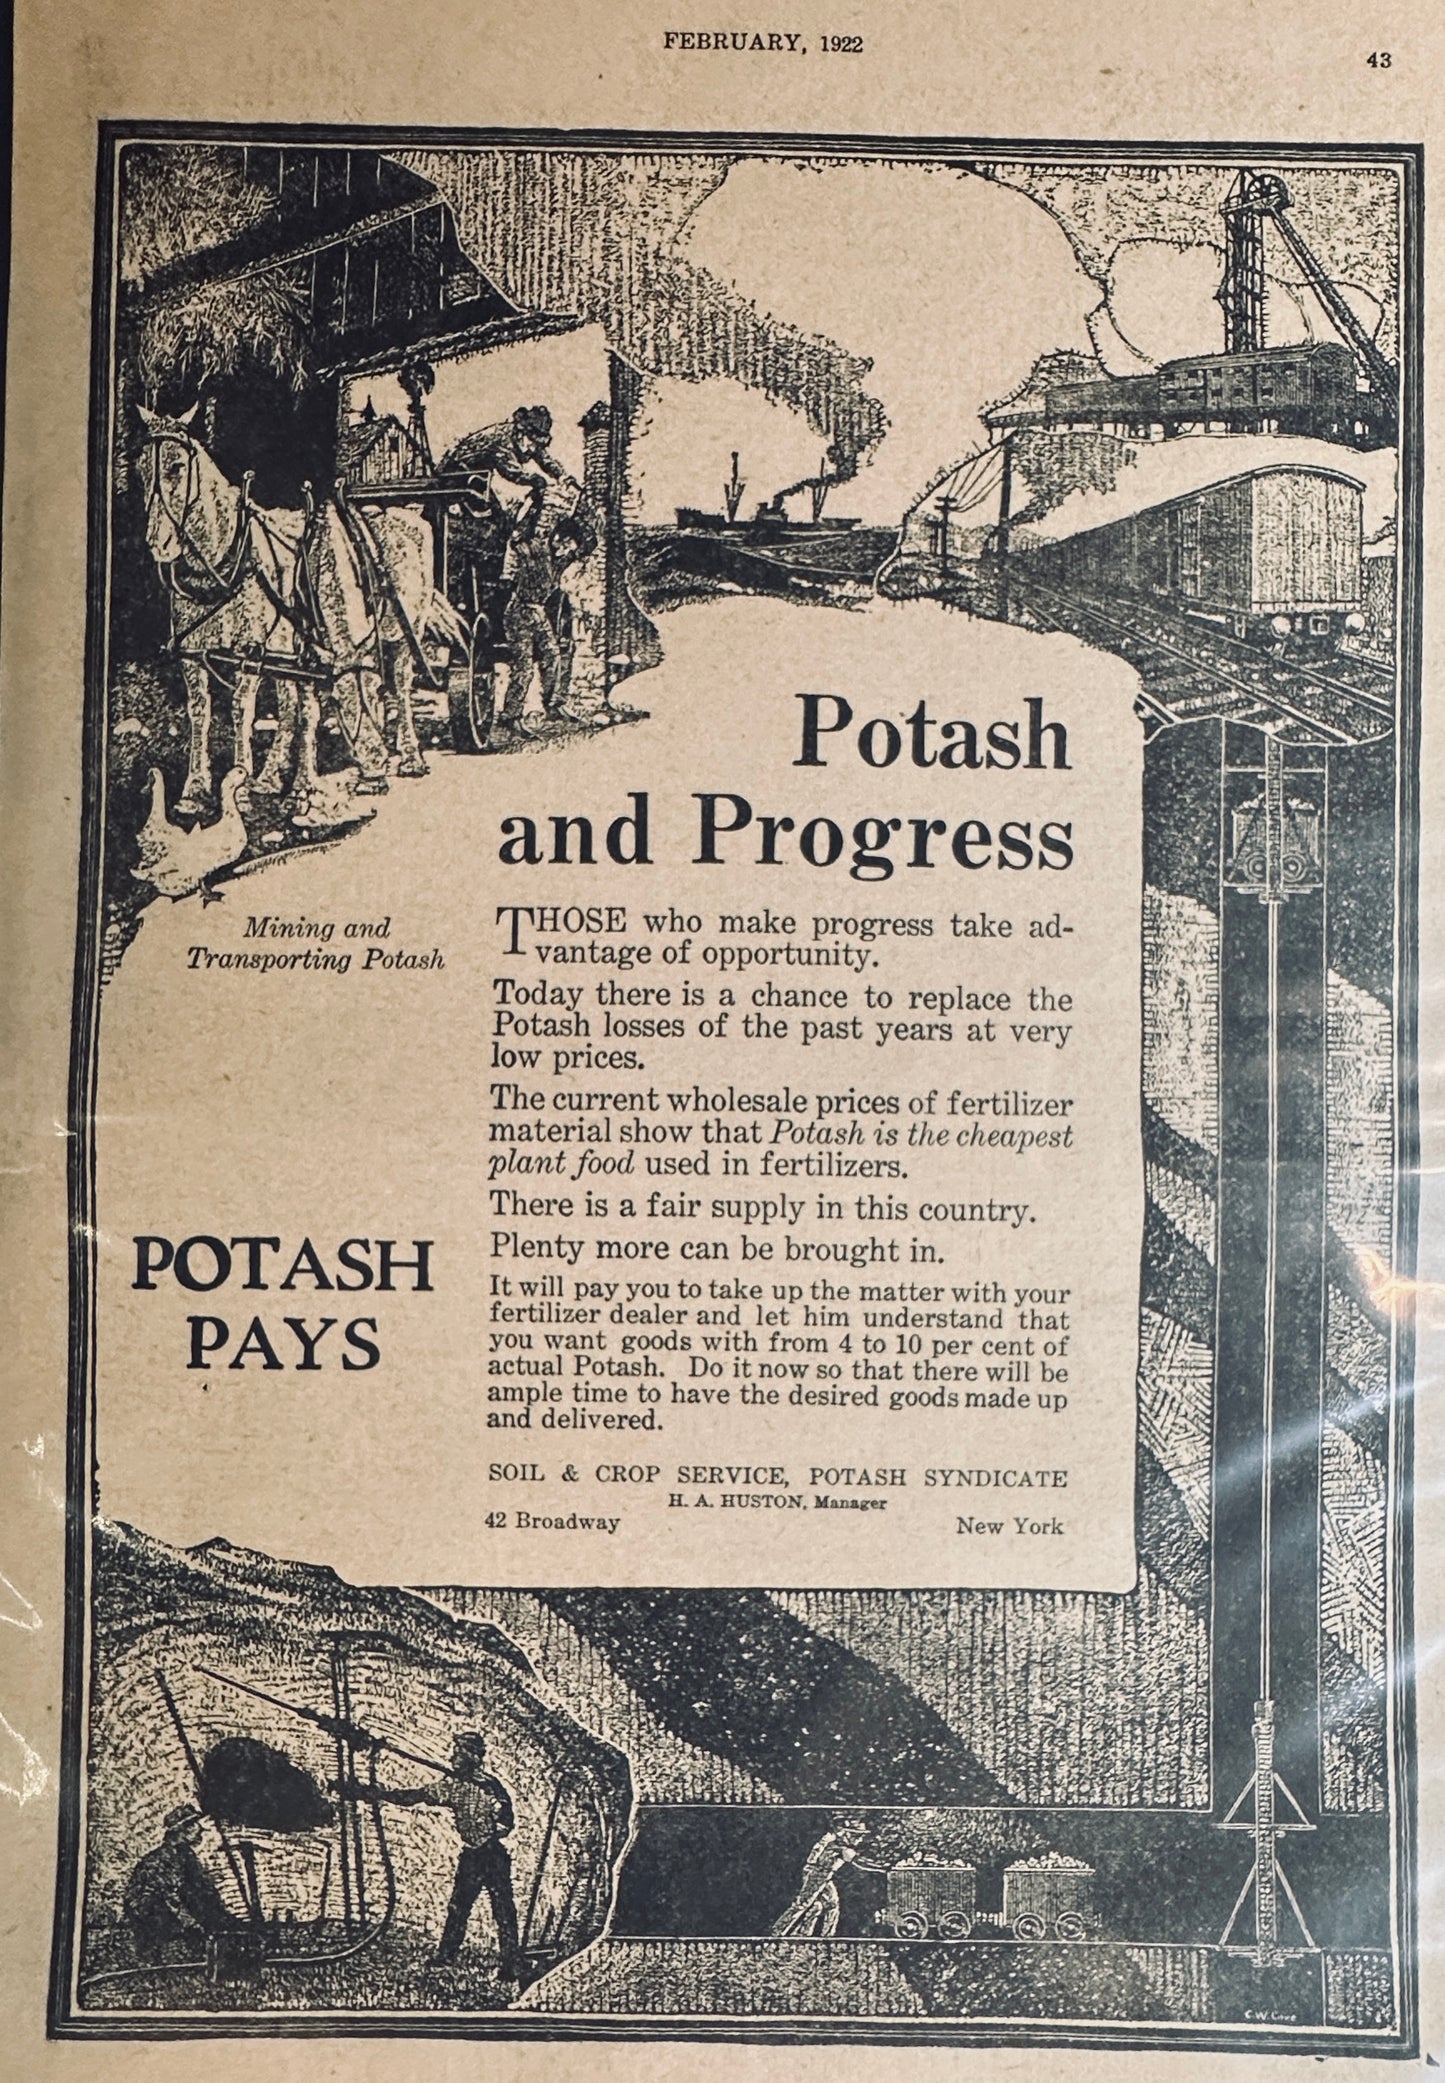 FEBRUARY, 1922
43
Potash
and Progress
Mining and
Transporting Potash
THOSE who make progress take ad-
vantage of opportunity.
Today there is a chance to replace the
Potash losses of the past years at very
low prices.
The current wholesale prices of fertilizer
material show that Potash is the cheapest
plant food used in fertilizers.
There is a fair supply in this country.
Plenty more can be brought in.
POTASH
PAYS
It will pay you to take up the matter with your
fertilizer dealer and let him understand that
you want goods with from 4 to 10 per cent of
actual Potash. Do it now so that there will be
ample time to have the desired goods made up
and delivered.
SOIL & CROP SERVICE, POTASH SYNDICATE
H. A. HUSTON, Manager
42 Broadway New York